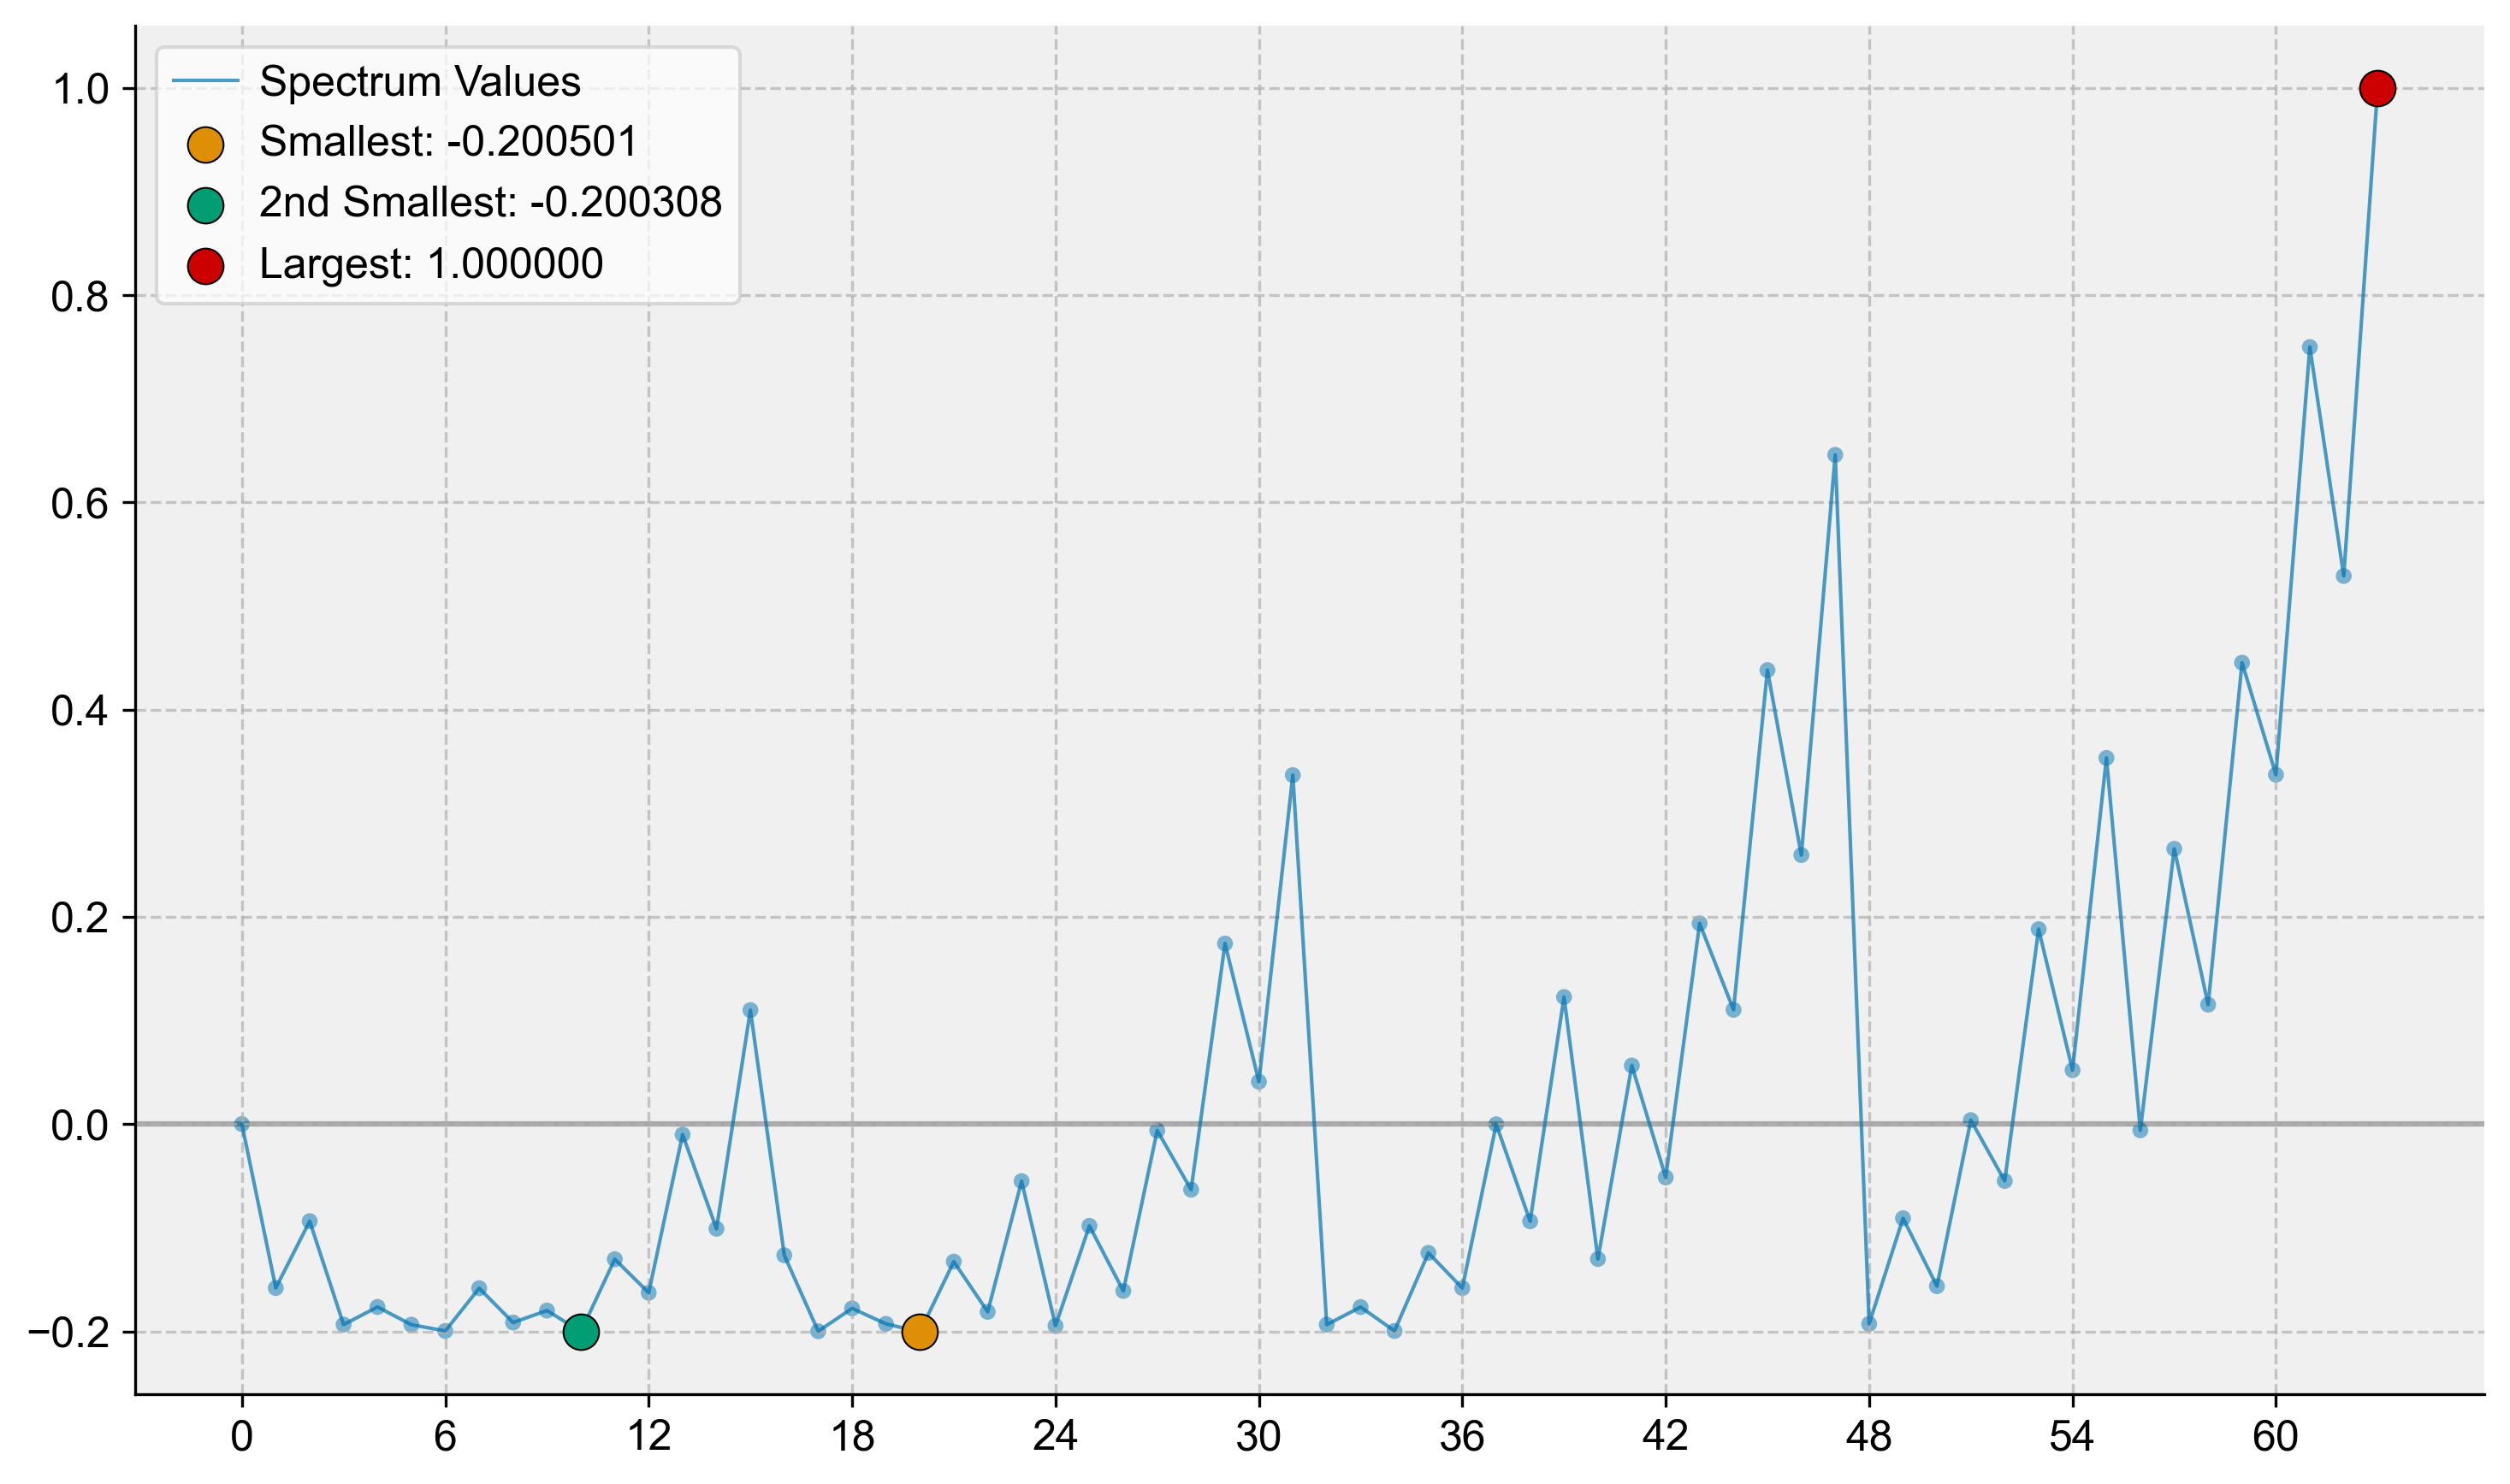 Spectrum Values
Smallest: -0.200501
2nd Smallest: -0.200308
Largest: 1.000000
1.0
0.8
0.6
0.4
0.2
0.0
−0.2
0 6 12 18 24 30 36 42 48 54 60